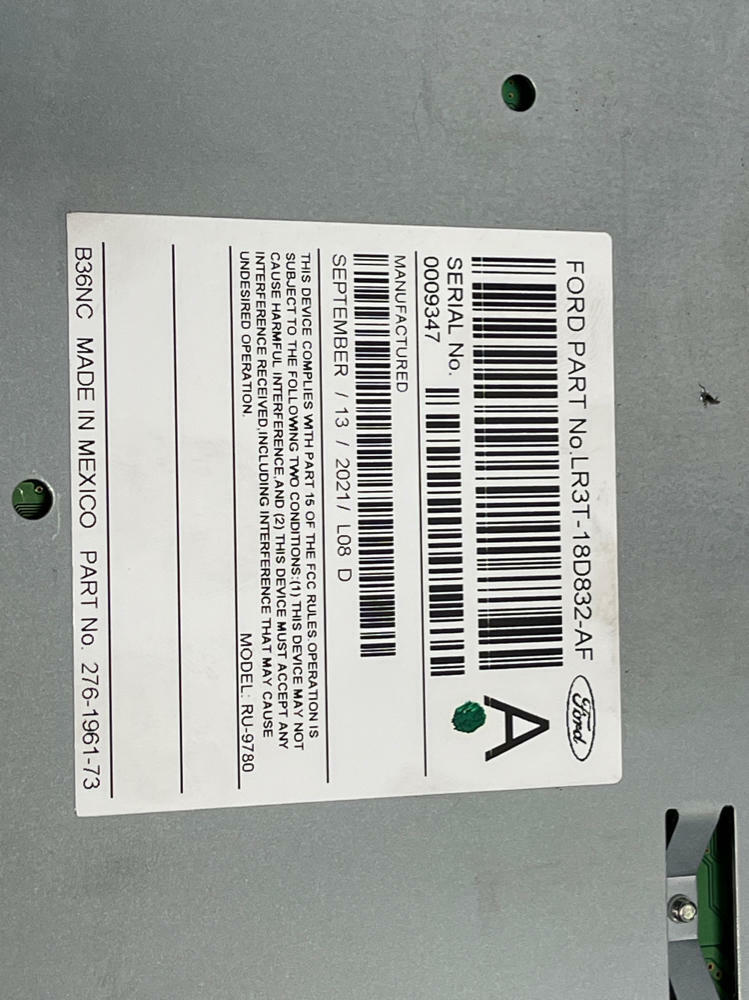 FORD PART No.LR3T-18D832-AF
Ford
A
SERIAL No.
0009347
MANUFACTURED
SEPTEMBER / 13 / 2021/ L08 D
THIS DEVICE COMPLIES WITH PART 15 OF THE FCC RULES.OPERATION IS
SUBJECT TO THE FOLLOWING TWO CONDITIONS:(1) THIS DEVICE MAY NOT
CAUSE HARMFUL INTERFERENCE,AND (2) THIS DEVICE MUST ACCEPT ANY
INTERFERENCE RECEIVED,INCLUDING INTERFERENCE THAT MAY CAUSE
UNDESIRED OPERATION.
MODEL: RU-9780
B36NC MADE IN MEXICO PART No. 276-1961-73